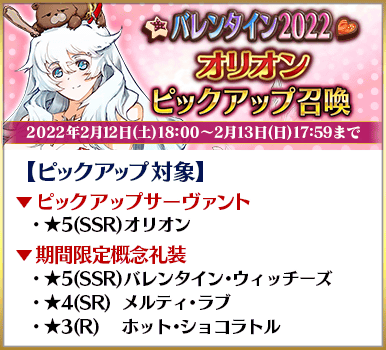 バレンタイン2022
オリオン
ピックアップ召喚
2022年2月12日(土)18:00～2月13日(日)17:59まで
【ピックアップ対象】
▼ピックアップサーヴァント
・★5(SSR)オリオン
▼期間限定概念礼装
・★5(SSR)バレンタイン・ウィッチーズ
・★4(SR) メルティ・ラブ
・★3(R) ホット・ショコラトル